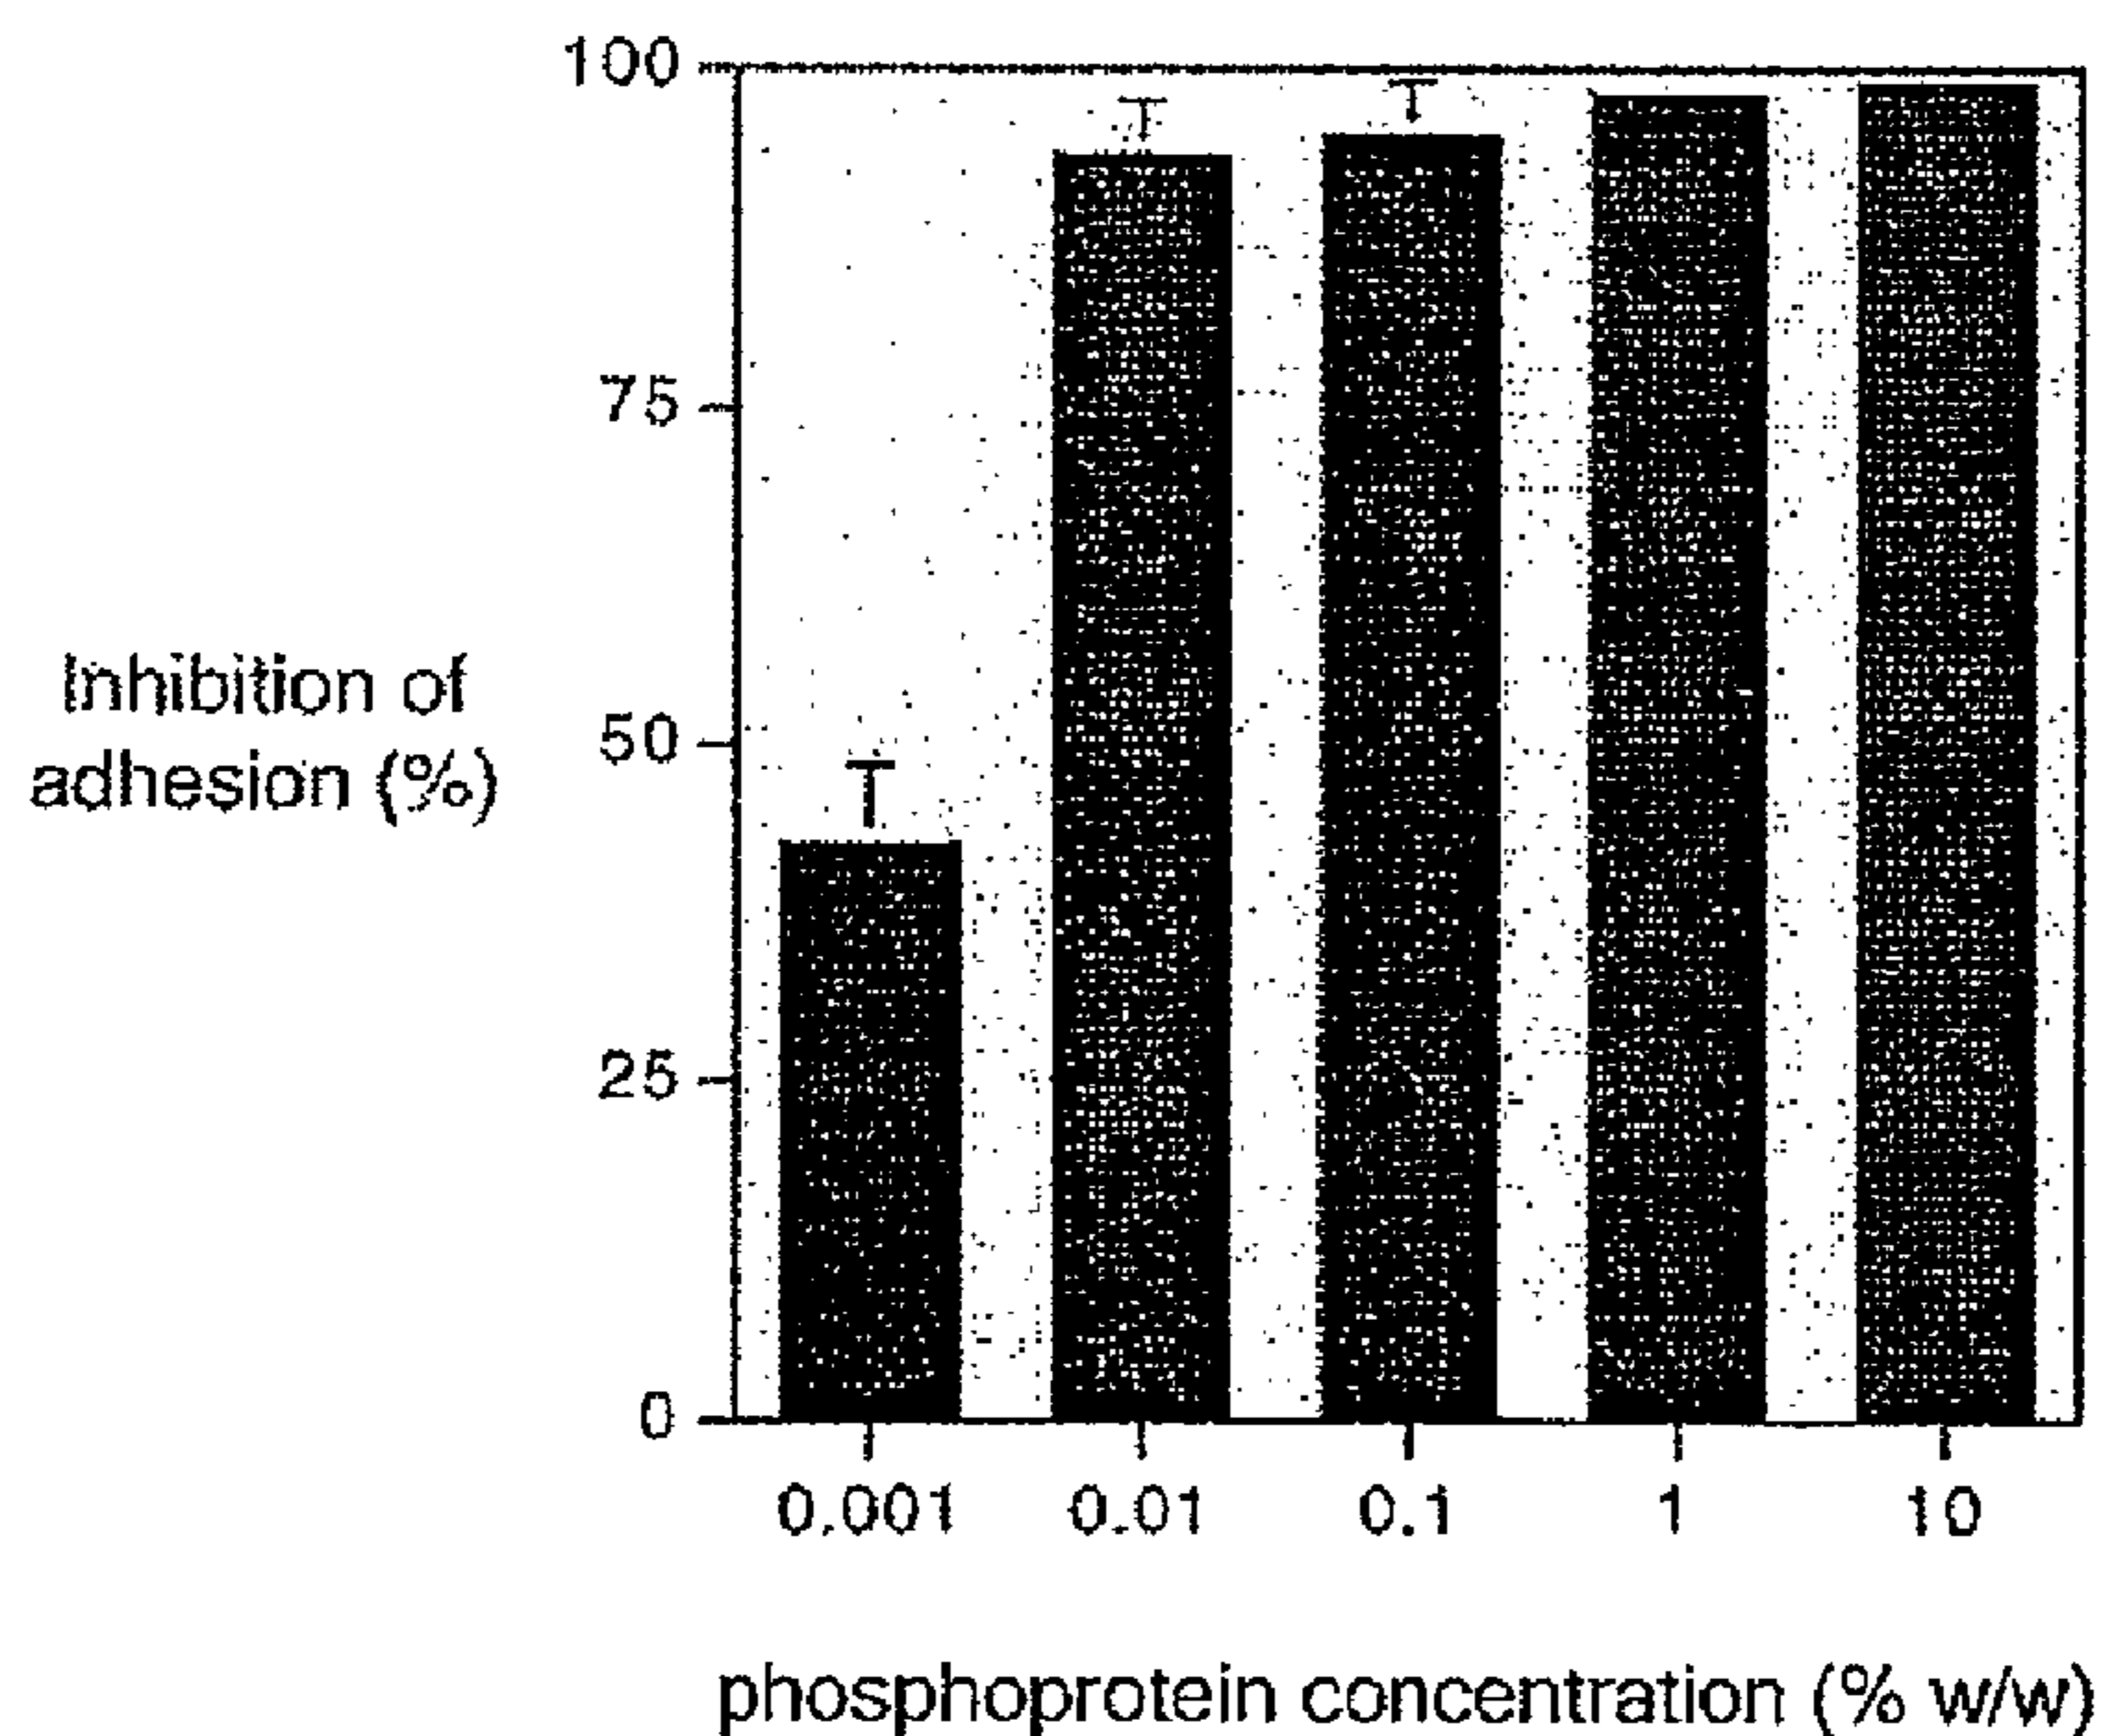 100
75
50
25
0
Inhibition of
adhesion (%)
0.001 0.01 0.1 1 10
phosphoprotein concentration (% w/w)